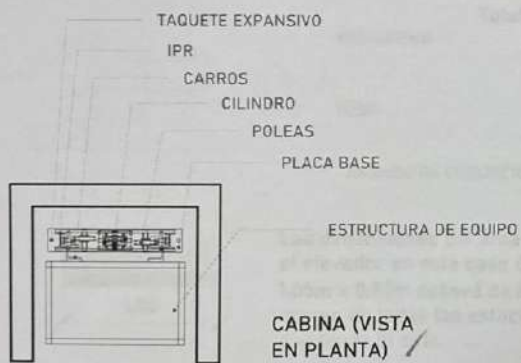 TAQUETE EXPANSIVO
IPR
CARROS
CILINDRO
POLEAS
PLACA BASE
ESTRUCTURA DE EQUIPO
CABINA (VISTA
EN PLANTA)